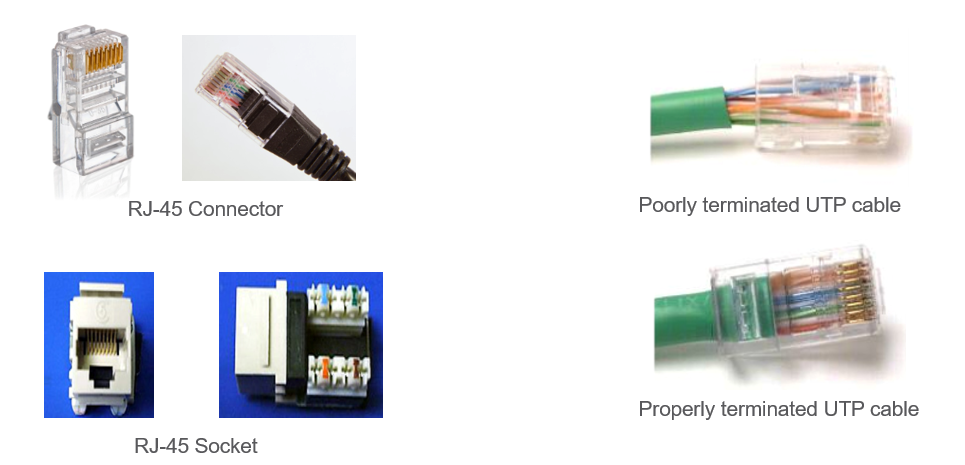 RJ-45 Connector
Poorly terminated UTP cable
RJ-45 Socket
Properly terminated UTP cable